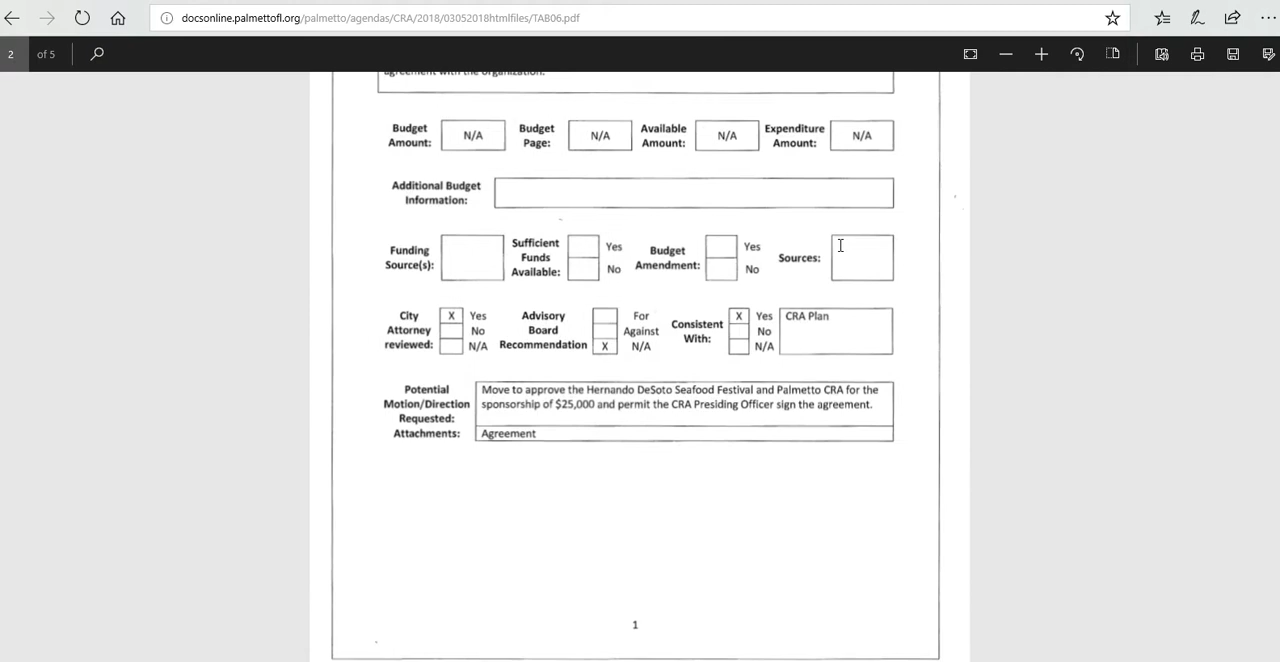 docsonline.palmettofl.org/palmetto/agendas/CRA/2018/03052018htmlfiles/TAB06.pdf
2 of 5
agreement with the organization.
Budget Amount: N/A Budget Page: N/A Available Amount: N/A Expenditure Amount: N/A
Additional Budget Information:
Funding Source(s): Sufficient Funds Available: Yes No Budget Amendment: Yes No Sources:
City Attorney reviewed: X Yes No N/A Advisory Board Recommendation For Against X N/A Consistent With: X Yes No N/A CRA Plan
Potential Motion/Direction Requested: Move to approve the Hernando DeSoto Seafood Festival and Palmetto CRA for the
sponsorship of $25,000 and permit the CRA Presiding Officer sign the agreement.
Attachments: Agreement
1